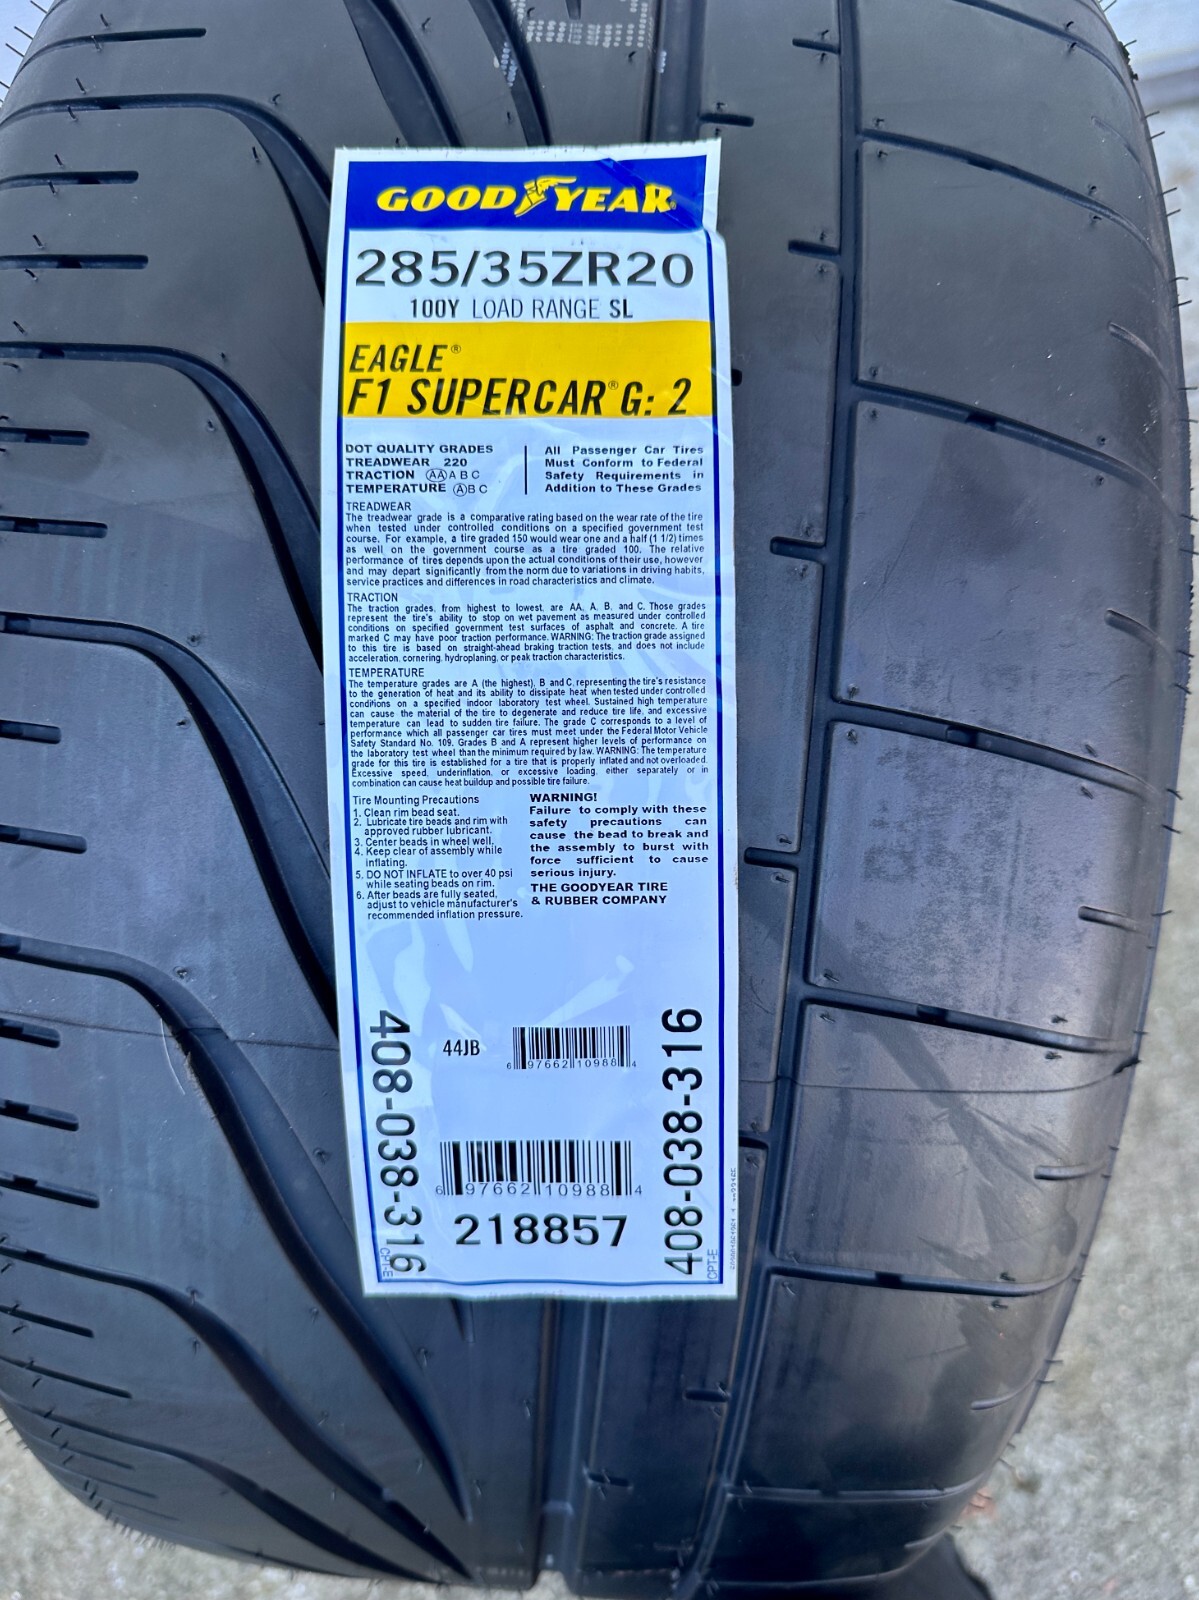 GOODYEAR
285/35ZR20
100Y LOAD RANGE SL
EAGLE®
F1 SUPERCAR® G: 2
DOT QUALITY GRADES
TREADWEAR 220
TRACTION AA A B C
TEMPERATURE A B C
All Passenger Car Tires
Must Conform to Federal
Safety Requirements in
Addition to These Grades
TREADWEAR
The treadwear grade is a comparative rating based on the wear rate of the tire
when tested under controlled conditions on a specified government test
course. For example, a tire graded 150 would wear one and a half (1 1/2) times
as well on the government course as a tire graded 100. The relative
performance of tires depends upon the actual conditions of their use, however
and may depart significantly from the norm due to variations in driving habits,
service practices and differences in road characteristics and climate.
TRACTION
The traction grades, from highest to lowest, are AA, A, B, and C. Those grades
represent the tire's ability to stop on wet pavement as measured under controlled
conditions on specified government test surfaces of asphalt and concrete. A tire
marked C may have poor traction performance. WARNING: The traction grade assigned
to this tire is based on straight-ahead braking traction tests, and does not include
acceleration, cornering, hydroplaning, or peak traction characteristics.
TEMPERATURE
The temperature grades are A (the highest), B and C, representing the tire's resistance
to the generation of heat and its ability to dissipate heat when tested under controlled
conditions on a specified indoor laboratory test wheel. Sustained high temperature
can cause the material of the tire to degenerate and reduce tire life, and excessive
temperature can lead to sudden tire failure. The grade C corresponds to a level of
performance which all passenger car tires must meet under the Federal Motor Vehicle
Safety Standard No. 109. Grades B and A represent higher levels of performance on
the laboratory test wheel than the minimum required by law. WARNING: The temperature
grade for this tire is established for a tire that is properly inflated and not overloaded.
Excessive speed, underinflation, or excessive loading, either separately or in
combination can cause heat buildup and possible tire failure.
Tire Mounting Precautions
1. Clean rim bead seat.
2. Lubricate tire beads and rim with
approved rubber lubricant.
3. Center beads in wheel well.
4. Keep clear of assembly while
inflating.
5. DO NOT INFLATE to over 40 psi
while seating beads on rim.
6. After beads are fully seated,
adjust to vehicle manufacturer's
recommended inflation pressure.
WARNING!
Failure to comply with these
safety precautions can
cause the bead to break and
the assembly to burst with
force sufficient to cause
serious injury.
THE GOODYEAR TIRE
& RUBBER COMPANY
408-038-316
CPT-E
44JB
6 97662 10988 4
6 97662 10988 4
218857
408-038-316
CPT-E